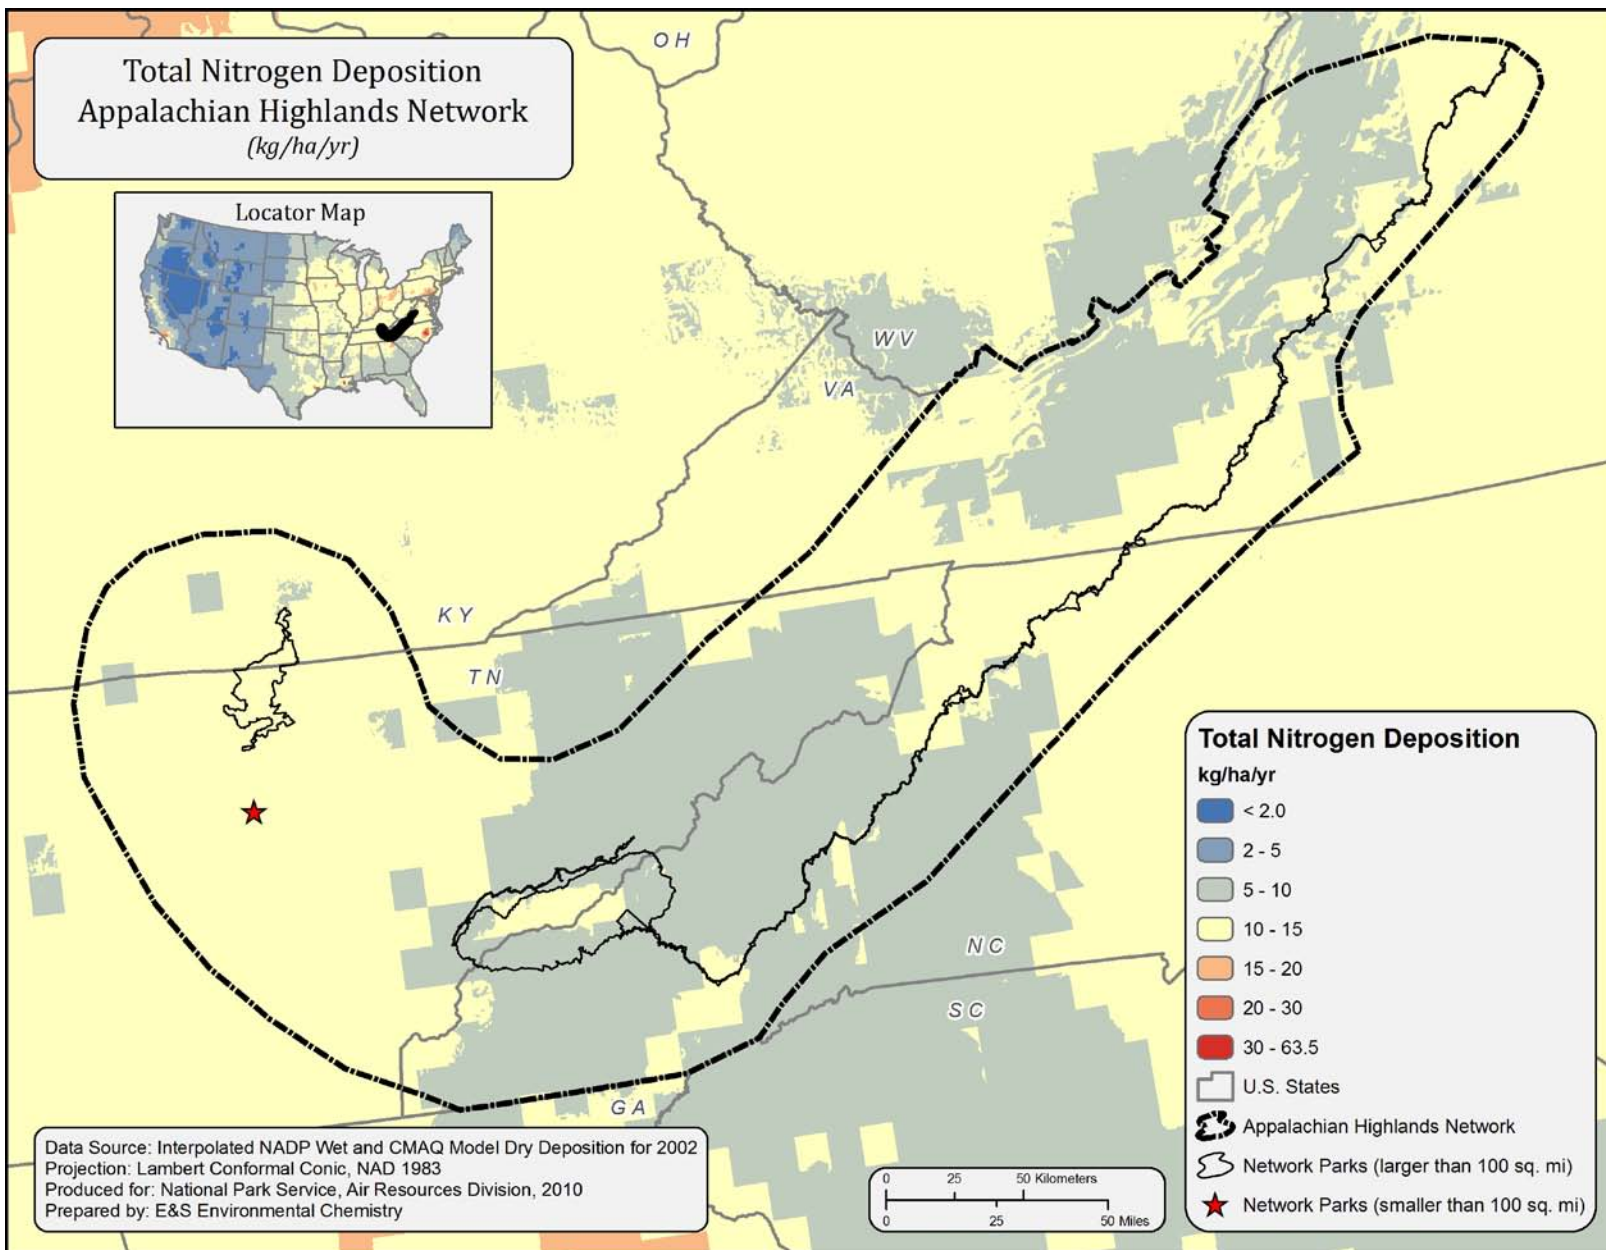 Total Nitrogen Deposition
Appalachian Highlands Network
(kg/ha/yr)
Locator Map
OH
WV
VA
KY
TN
NC
SC
GA
Total Nitrogen Deposition
kg/ha/yr
< 2.0
2 - 5
5 - 10
10 - 15
15 - 20
20 - 30
30 - 63.5
U.S. States
Appalachian Highlands Network
Network Parks (larger than 100 sq. mi)
Network Parks (smaller than 100 sq. mi)
Data Source: Interpolated NADP Wet and CMAQ Model Dry Deposition for 2002
Projection: Lambert Conformal Conic, NAD 1983
Produced for: National Park Service, Air Resources Division, 2010
Prepared by: E&S Environmental Chemistry
0 25 50 Kilometers
0 25 50 Miles